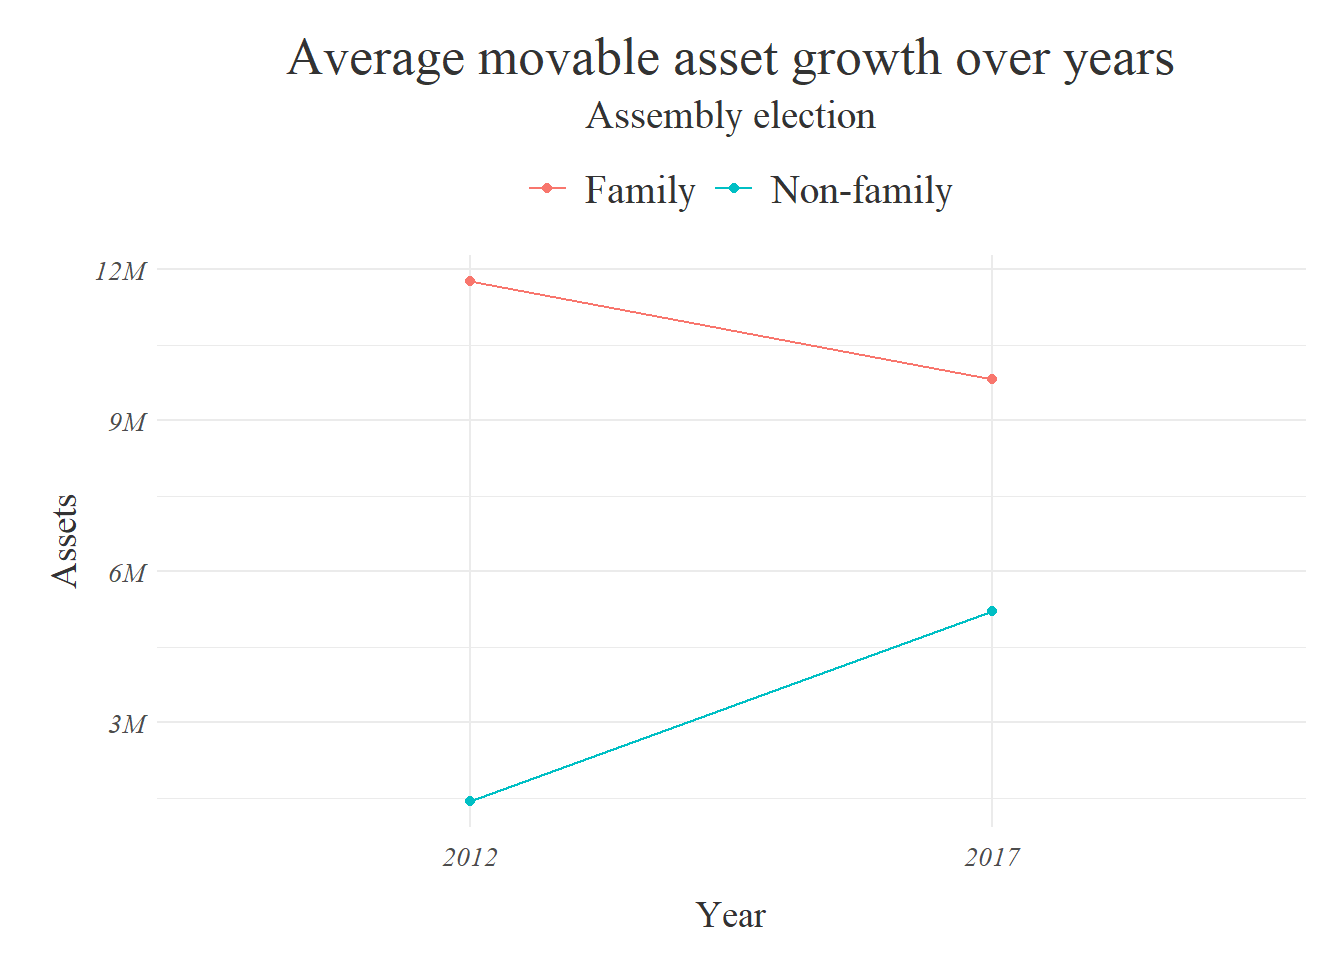 Average movable asset growth over years
Assembly election
Family Non-family
12M
9M
6M
3M
Assets
2012 2017
Year